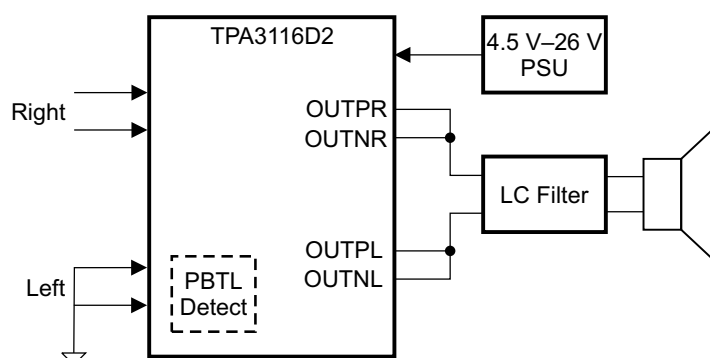 TPA3116D2
4.5 V–26 V
PSU
Right
OUTPR
OUTNR
LC Filter
OUTPL
OUTNL
Left
PBTL
Detect